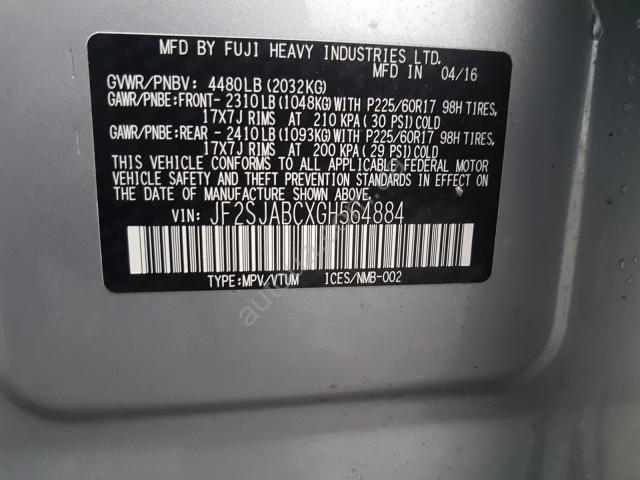 MFD BY FUJI HEAVY INDUSTRIES LTD.
MFD IN 04/16
GVWR/PNBV: 4480LB (2032KG)
GAWR/PNBE:FRONT- 2310LB (1048KG) WITH P225/60R17 98H TIRES,
17X7J RIMS AT 210 KPA (30 PSI) COLD
GAWR/PNBE:REAR - 2410LB (1093KG) WITH P225/60R17 98H TIRES,
17X7J RIMS AT 200 KPA (29 PSI) COLD
THIS VEHICLE CONFORMS TO ALL APPLICABLE FEDERAL MOTOR
VEHICLE SAFETY AND THEFT PREVENTION STANDARDS IN EFFECT ON
THE DATE OF MANUFACTURE SHOWN ABOVE.
VIN: JF2SJABCXGH564884
TYPE:MPV/VTUM ICES/NMB-002